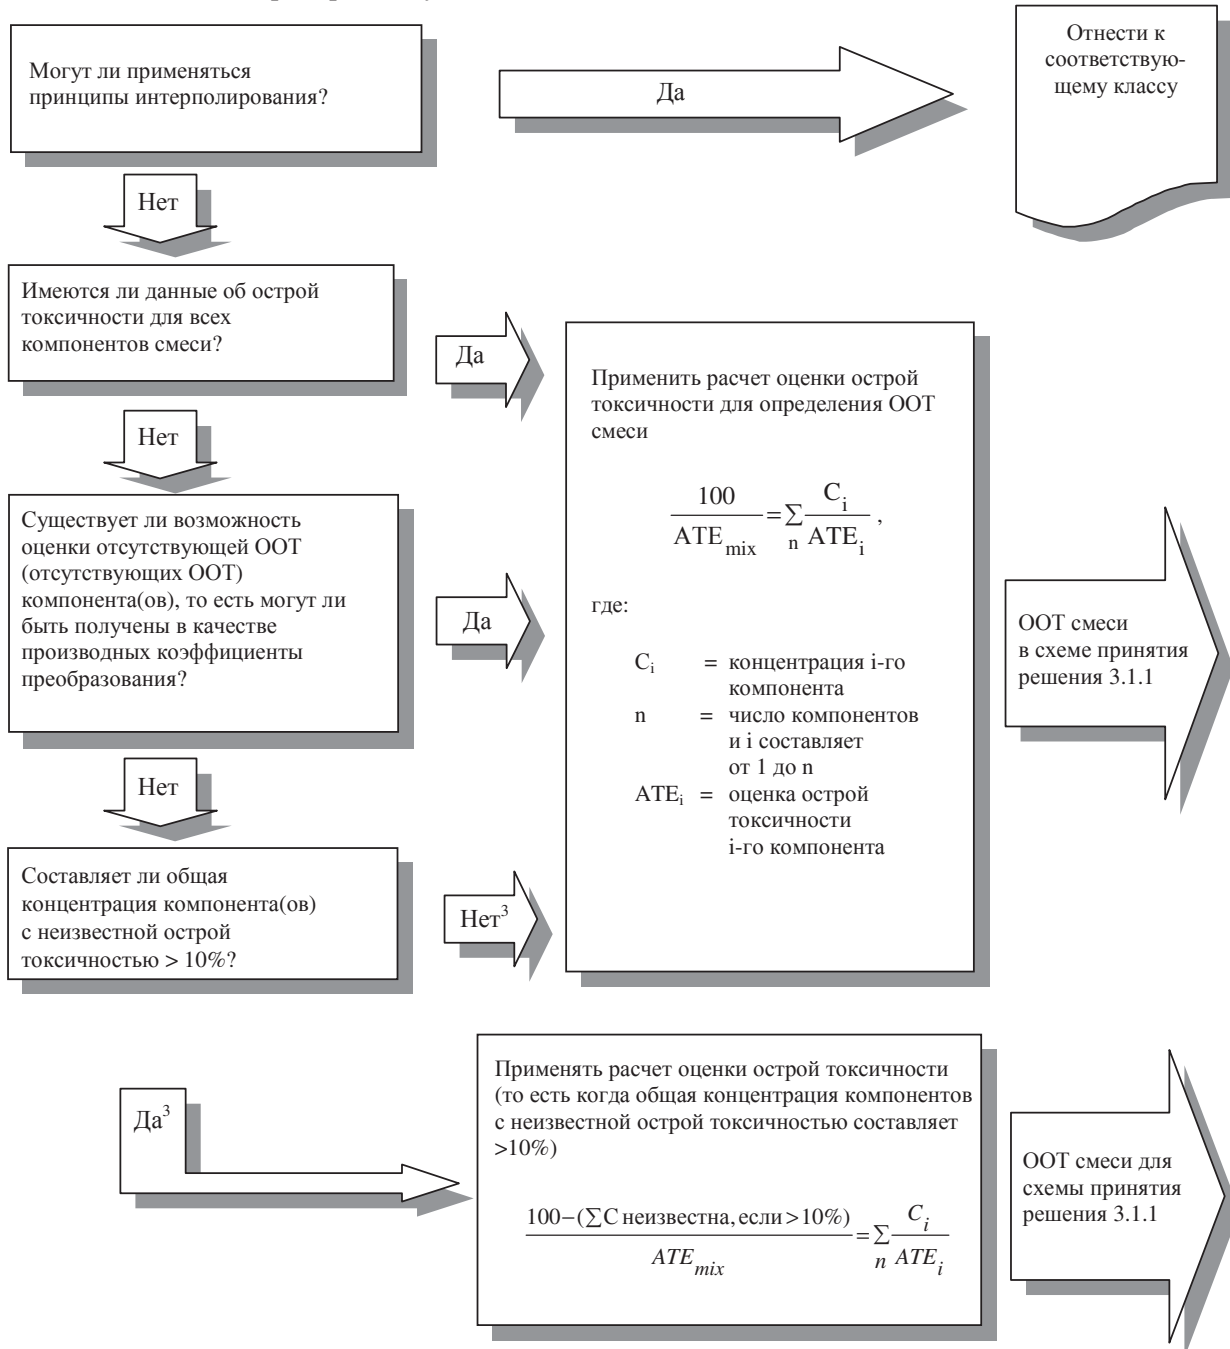 Могут ли применяться
принципы интерполирования?
Да
Отнести к
соответствую-
щему классу
Нет
Имеются ли данные об острой
токсичности для всех
компонентов смеси?
Да
Нет
Существует ли возможность
оценки отсутствующей ООТ
(отсутствующих ООТ)
компонента(ов), то есть могут ли
быть получены в качестве
производных коэффициенты
преобразования?
Да
Нет
Составляет ли общая
концентрация компонента(ов)
с неизвестной острой
токсичностью > 10%?
Нет³
Применить расчет оценки острой
токсичности для определения ООТ
смеси
100 / ATE_mix = ∑_n C_i / ATE_i ,
где:
C_i = концентрация i-го
компонента
n = число компонентов
и i составляет
от 1 до n
ATE_i = оценка острой
токсичности
i-го компонента
ООТ смеси
в схеме принятия
решения 3.1.1
Да³
Применять расчет оценки острой токсичности
(то есть когда общая концентрация компонентов
с неизвестной острой токсичностью составляет
>10%)
100−(∑C неизвестна, если >10%) / ATE_mix = ∑_n C_i / ATE_i
ООТ смеси для
схемы принятия
решения 3.1.1